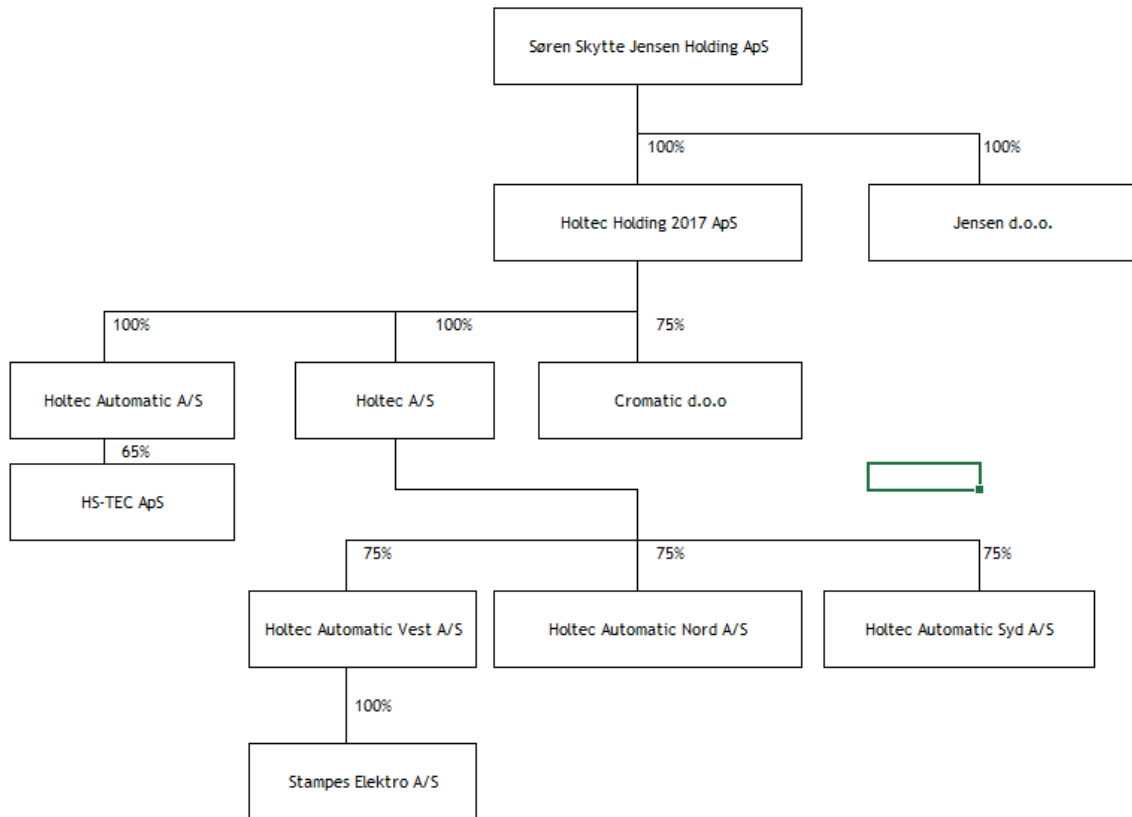 Søren Skytte Jensen Holding ApS
100%
100%
Holtec Holding 2017 ApS
Jensen d.o.o.
100%
100%
75%
Holtec Automatic A/S
Holtec A/S
Cromatic d.o.o
65%
HS-TEC ApS
75%
75%
75%
Holtec Automatic Vest A/S
Holtec Automatic Nord A/S
Holtec Automatic Syd A/S
100%
Stampes Elektro A/S